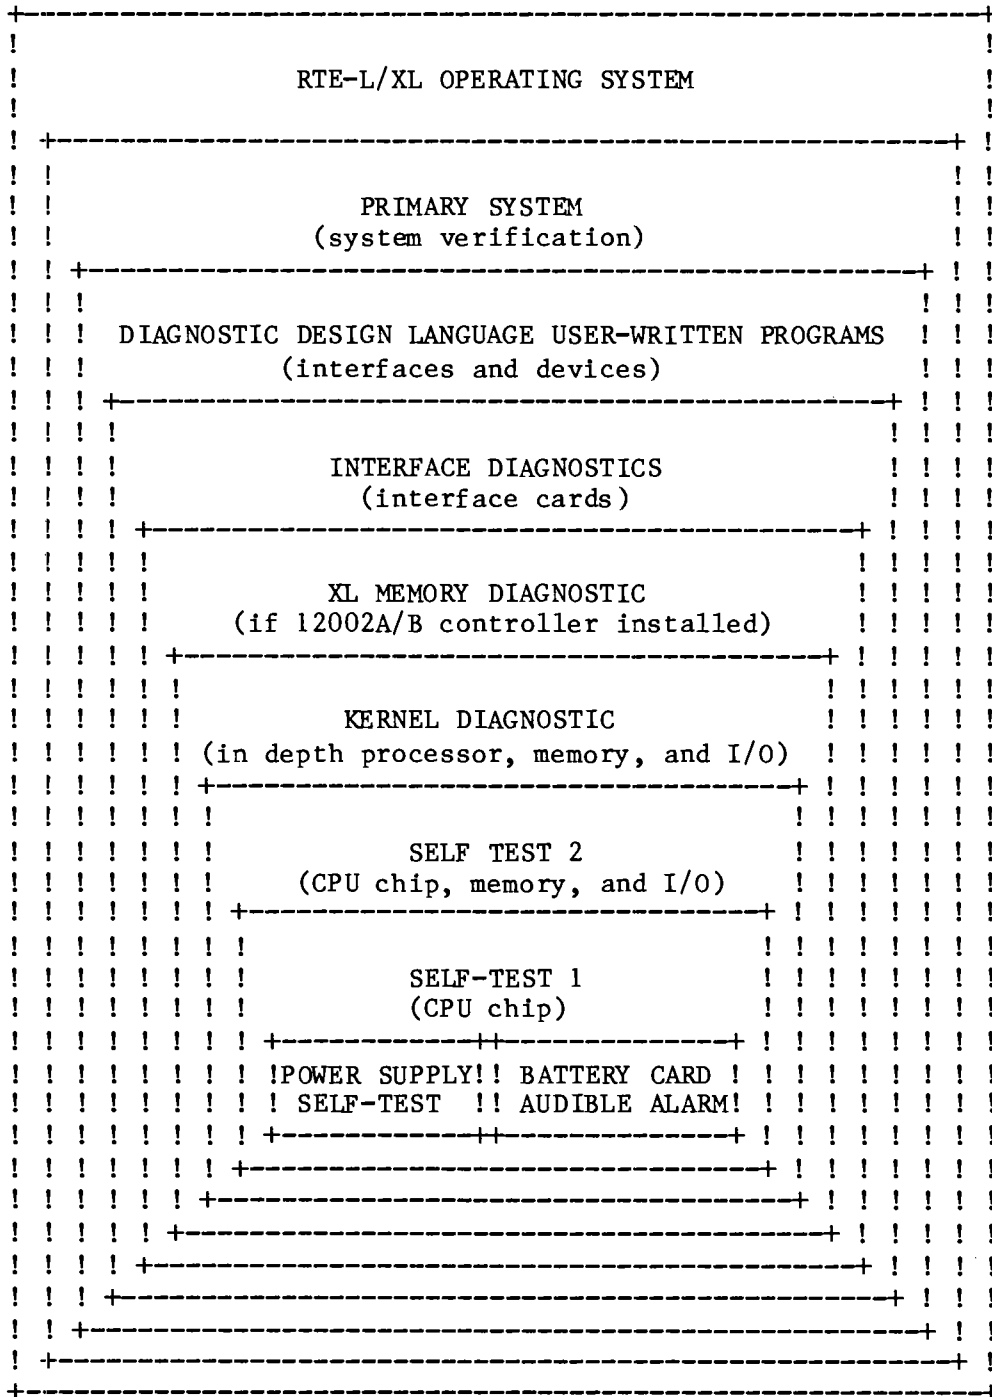 RTE-L/XL OPERATING SYSTEM
PRIMARY SYSTEM
(system verification)
DIAGNOSTIC DESIGN LANGUAGE USER-WRITTEN PROGRAMS
(interfaces and devices)
INTERFACE DIAGNOSTICS
(interface cards)
XL MEMORY DIAGNOSTIC
(if 12002A/B controller installed)
KERNEL DIAGNOSTIC
(in depth processor, memory, and I/O)
SELF TEST 2
(CPU chip, memory, and I/O)
SELF-TEST 1
(CPU chip)
POWER SUPPLY
SELF-TEST
BATTERY CARD
AUDIBLE ALARM